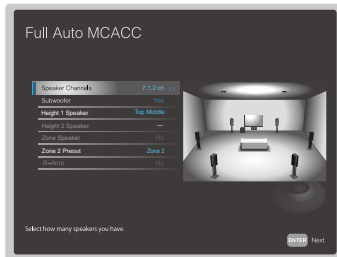 Full Auto MCACC
Speaker Channels 7.1.2 ch
Subwoofer Yes
Height 1 Speaker Top Middle
Height 2 Speaker ---
Zone Speaker No
Zone 2 Preout Zone 2
Bi-Amp No
Select how many speakers you have.
ENTER Next